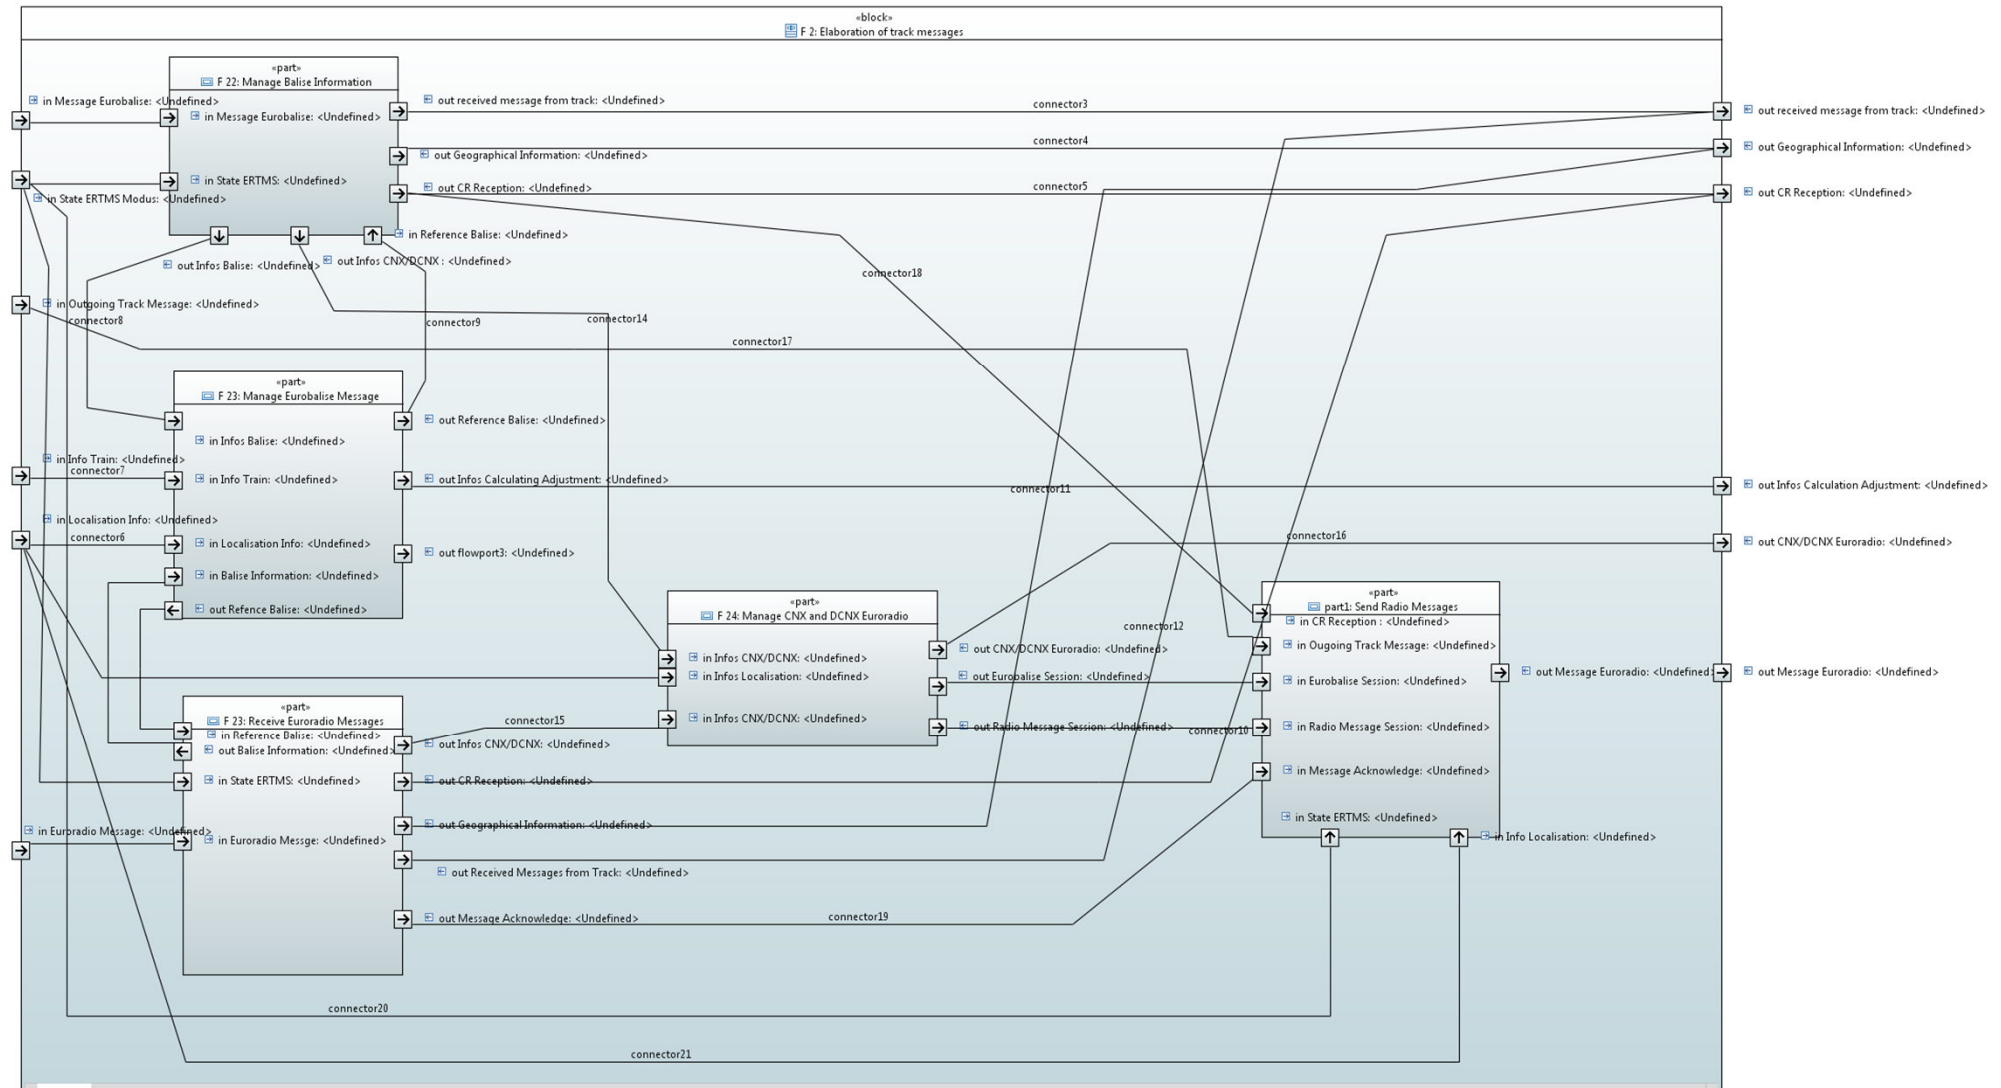 «block»
F 2: Elaboration of track messages
«part»
F 22: Manage Balise Information
in Message Eurobalise: <Undefined>
in Message Eurobalise: <Undefined>
out received message from track: <Undefined>
connector3
out received message from track: <Undefined>
connector4
out Geographical Information: <Undefined>
out Geographical Information: <Undefined>
in State ERTMS: <Undefined>
out CR Reception: <Undefined>
connector5
out CR Reception: <Undefined>
in State ERTMS Modus: <Undefined>
in Reference Balise: <Undefined>
out Infos Balise: <Undefined>
out Infos CNX/DCNX : <Undefined>
connector18
in Outgoing Track Message: <Undefined>
connector8
connector9
connector14
connector17
«part»
F 23: Manage Eurobalise Message
out Reference Balise: <Undefined>
in Infos Balise: <Undefined>
in Info Train: <Undefined>
connector7
in Info Train: <Undefined>
out Infos Calculating Adjustment: <Undefined>
connector11
out Infos Calculation Adjustment: <Undefined>
in Localisation Info: <Undefined>
connector6
in Localisation Info: <Undefined>
out flowport3: <Undefined>
connector16
out CNX/DCNX Euroradio: <Undefined>
in Balise Information: <Undefined>
out Refence Balise: <Undefined>
«part»
F 24: Manage CNX and DCNX Euroradio
«part»
part1: Send Radio Messages
in CR Reception : <Undefined>
connector12
in Ougoing Track Message: <Undefined>
out CNX/DCNX Euroradio: <Undefined>
in Infos CNX/DCNX: <Undefined>
in Infos Localisation: <Undefined>
out Eurobalise Session: <Undefined>
in Eurobalise Session: <Undefined>
out Message Euroradio: <Undefined>
out Message Euroradio: <Undefined>
«part»
F 23: Receive Euroradio Messages
connector15
in Infos CNX/DCNX: <Undefined>
out Radio Message Session: <Undefined>
connector10
in Radio Message Session: <Undefined>
in Reference Balise: <Undefined>
out Balise Information: <Undefined>
out Infos CNX/DCNX: <Undefined>
in Message Acknowledge: <Undefined>
in State ERTMS: <Undefined>
out CR Reception: <Undefined>
in State ERTMS: <Undefined>
in Euroradio Message: <Undefined>
in Euroradio Messge: <Undefined>
out Geographical Information: <Undefined>
in Info Localisation: <Undefined>
out Received Messages from Track: <Undefined>
out Message Acknowledge: <Undefined>
connector19
connector20
connector21